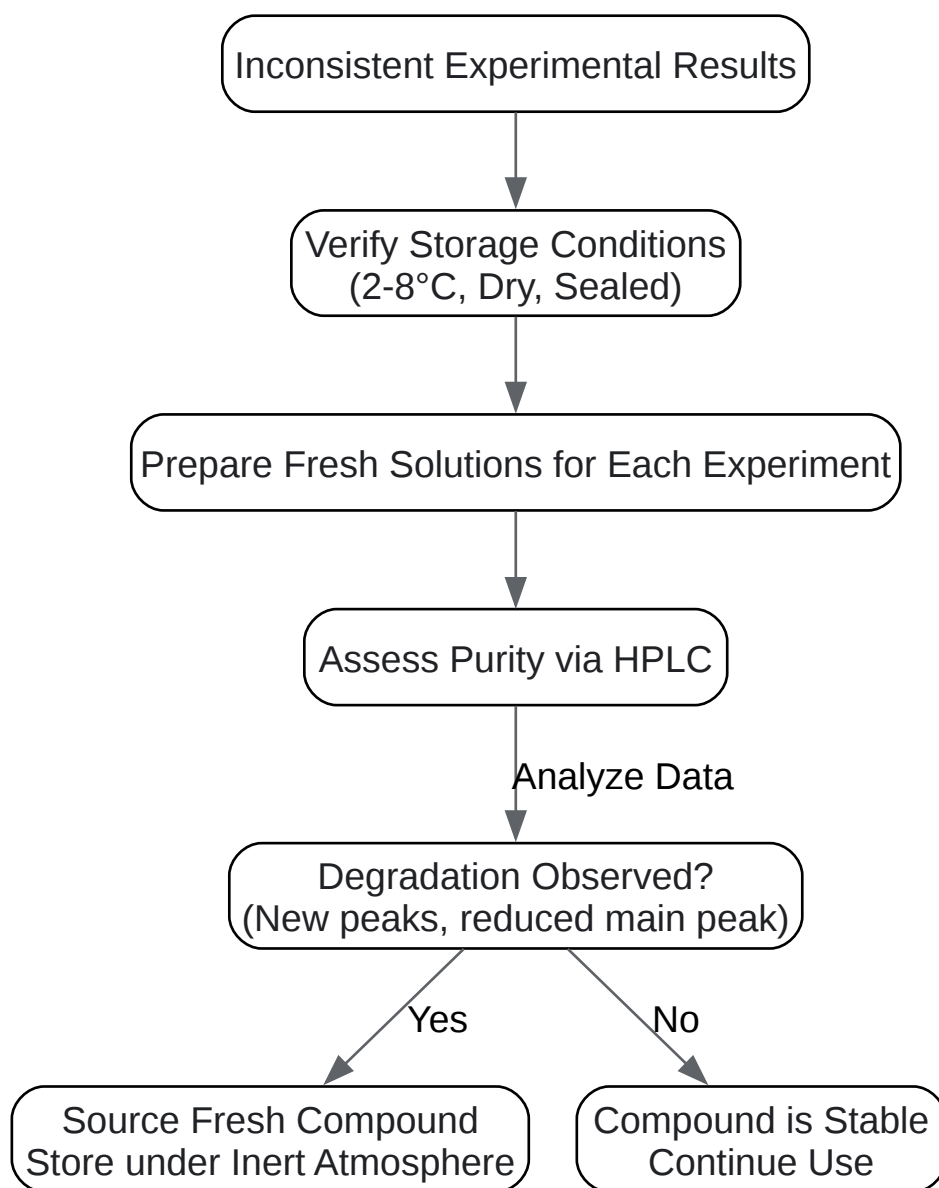 Inconsistent Experimental Results
Verify Storage Conditions
(2-8°C, Dry, Sealed)
Prepare Fresh Solutions for Each Experiment
Assess Purity via HPLC
Analyze Data
Degradation Observed?
(New peaks, reduced main peak)
Yes
No
Source Fresh Compound
Store under Inert Atmosphere
Compound is Stable
Continue Use